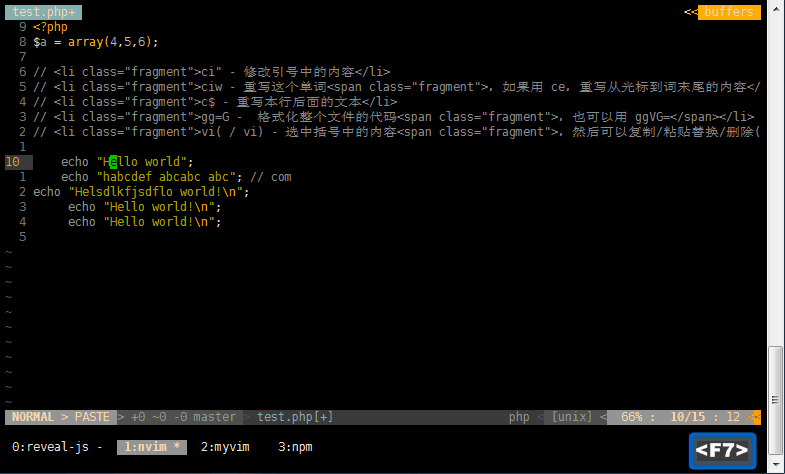 test.php+ << buffers
9 <?php
8 $a = array(4,5,6);
7
6 // <li class="fragment">ci" - 修改引号中的内容</li>
5 // <li class="fragment">ciw - 重写这个单词<span class="fragment">, 如果用 ce, 重写从光标到词末尾的内容</
4 // <li class="fragment">c$ - 重写本行后面的文本</li>
3 // <li class="fragment">gg=G -  格式化整个文件的代码<span class="fragment">, 也可以用 ggVG=</span></li>
2 // <li class="fragment">vi( / vi) - 选中括号中的内容<span class="fragment">, 然后可以复制/粘贴替换/删除(
1
10     echo "Hello world";
1     echo "habcdef abcabc abc"; // com
2 echo "Helsdlkfjsdflo world!\n";
3      echo "Hello world!\n";
4      echo "Hello world!\n";
5
~
~
~
~
~
~
~
~
~
~
~
NORMAL > PASTE > +0 ~0 -0 master > test.php[+] php < [unix] < 66% : 10/15 : 12 <<
0:reveal-js - 1:nvim * 2:myvim 3:npm
<F7>